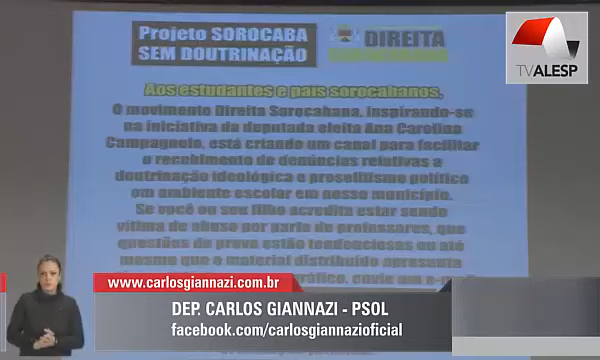 Projeto SOROCABA
SEM DOUTRINAÇÃO
DIREITA
TVALESP
Aos estudantes e pais sorocabanos,
O movimento Direita Sorocabana, inspirando-se
na iniciativa da deputada eleita Ana Carolina
Campagnolo, está criando um canal para facilitar
o recebimento de denúncias relativas a
doutrinação ideológica e proselitismo político
em ambiente escolar em nosso município.
Se você ou seu filho acredita estar sendo
vítima de abuso por parte de professores, que
questões de prova estão tendenciosas ou até
mesmo que o material distribuído apresenta
envie um e-mail
www.carlosgiannazi.com.br
DEP. CARLOS GIANNAZI - PSOL
facebook.com/carlosgiannazioficial